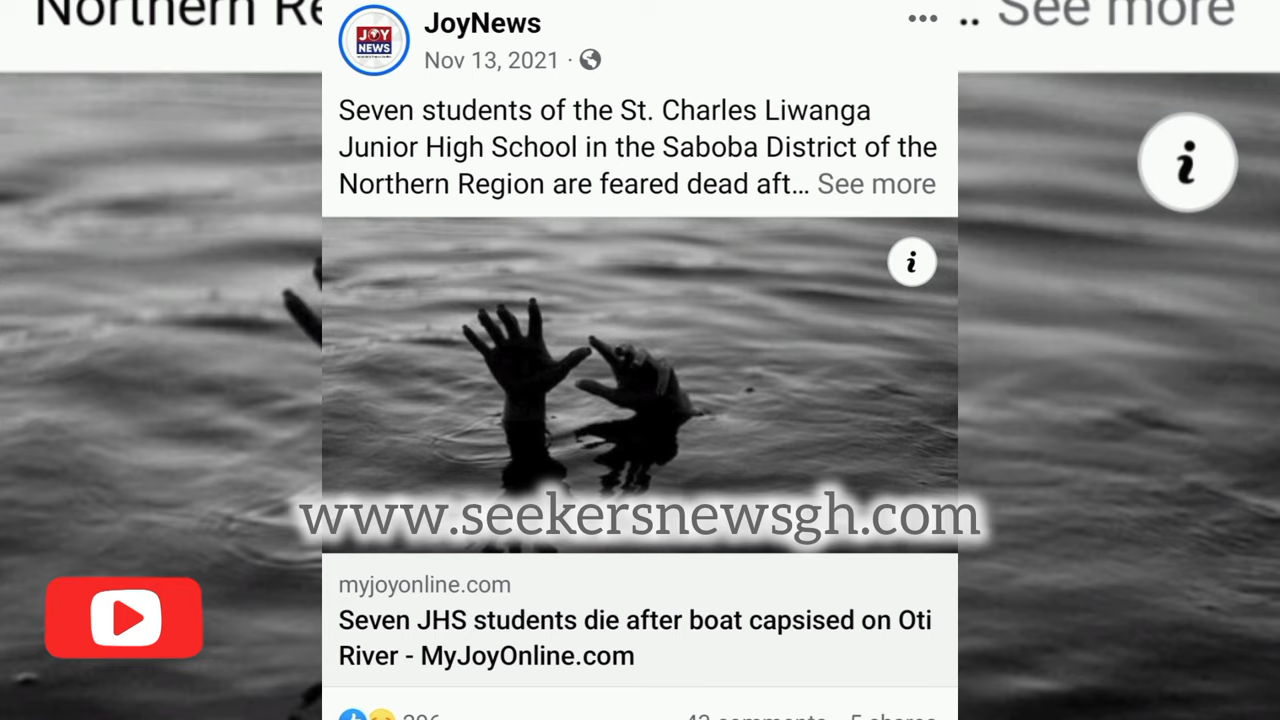 Northern Re
.. See more
JOY
NEWS
JoyNews
Nov 13, 2021 ·
Seven students of the St. Charles Liwanga
Junior High School in the Saboba District of the
Northern Region are feared dead aft... See more
www.seekersnewsgh.com
myjoyonline.com
Seven JHS students die after boat capsised on Oti
River - MyJoyOnline.com